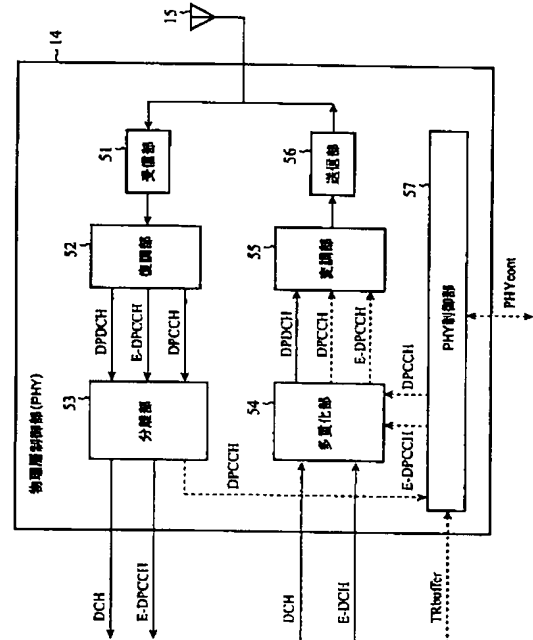 物理層制御部(PHY)
14
15
受信部
51
復調部
52
DPDCH
E-DPCCH
DPCCH
分離部
53
DCH
E-DPCCH
DPCCH
送信部
56
変調部
55
DPDCH
DPCCH
E-DPCCH
多重化部
54
DCH
E-DCH
E-DPCCH
DPCCH
PHY制御部
57
TRbuffer
PHYcont